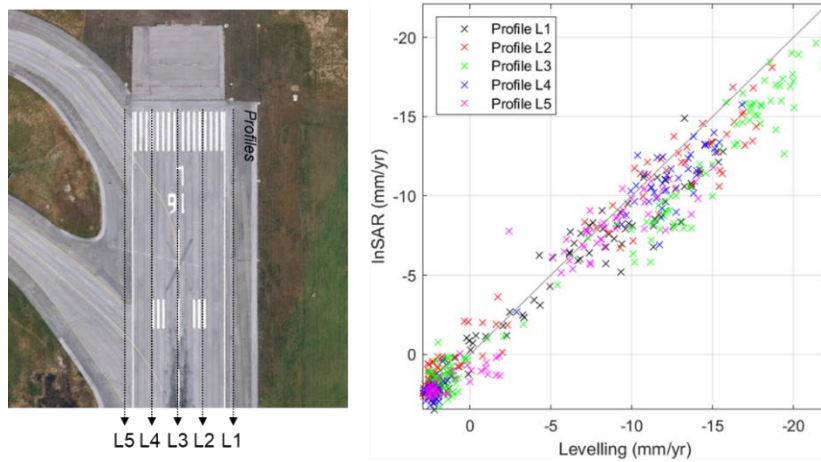 Profiles
L5 L4 L3 L2 L1
Profile L1
Profile L2
Profile L3
Profile L4
Profile L5
-20
-15
-10
-5
0
InSAR (mm/yr)
0 -5 -10 -15 -20
Levelling (mm/yr)